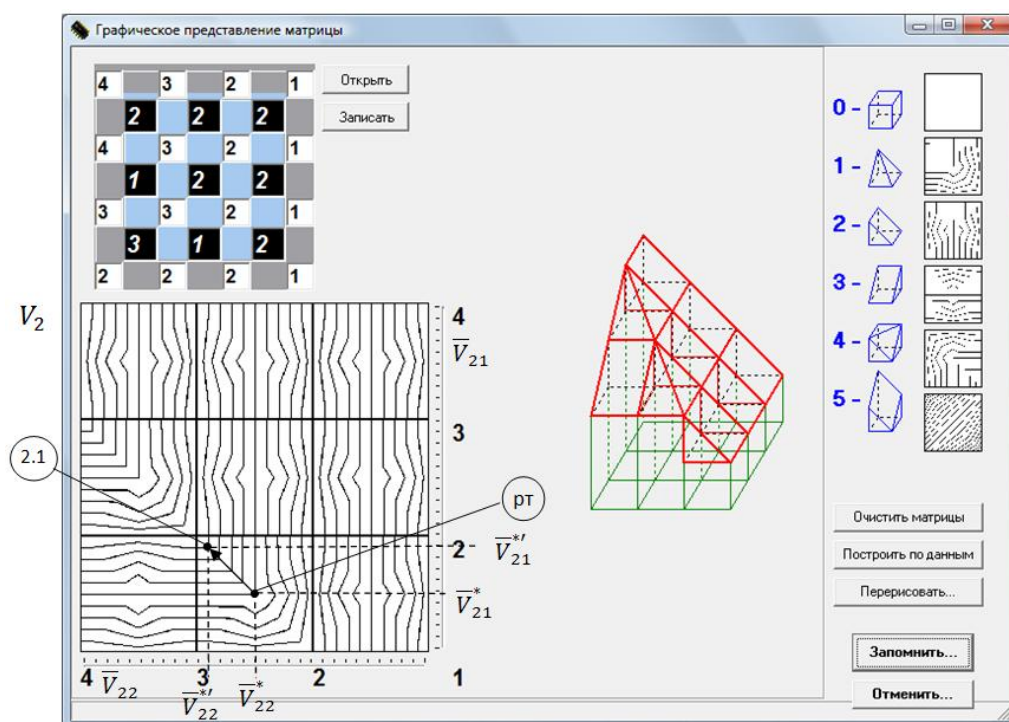 Графическое представление матрицы
4 3 2 1
2 2 2
4 3 2 1
1 2 2
3 3 2 1
3 1 2
2 2 2 1
Открыть
Записать
0 -
1 -
2 -
3 -
4 -
5 -
V₂
4
V̅₂₁
3
2.1
рт
2
V̅₂₁*′
V̅₂₁*
4 V̅₂₂ 3 2 1
V̅₂₂*′ V̅₂₂*
Очистить матрицы
Построить по данным
Перерисовать...
Запомнить...
Отменить...